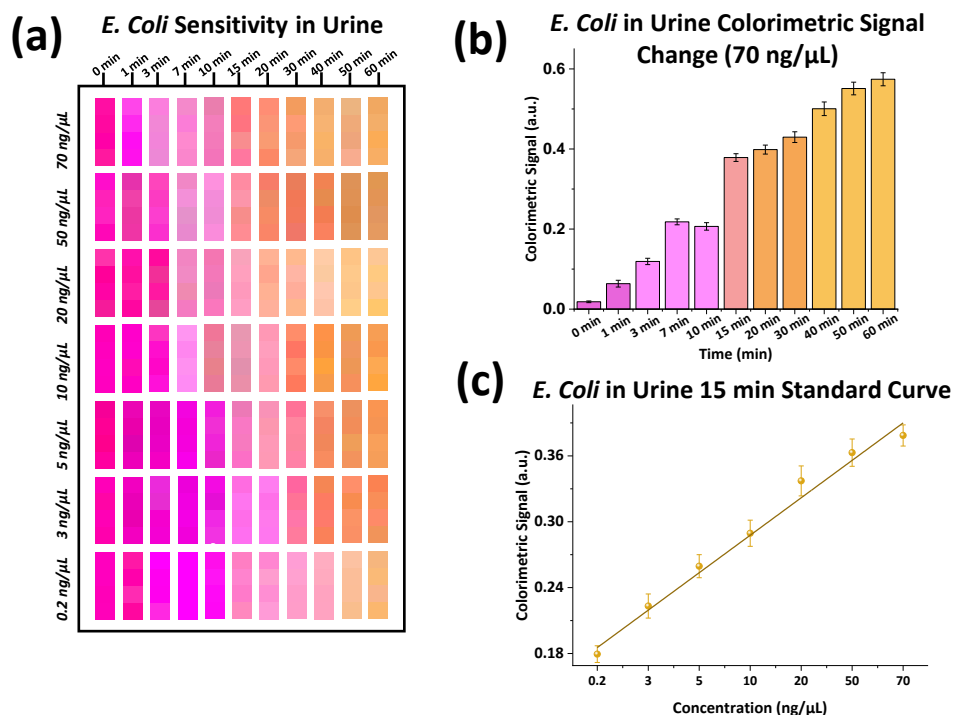 (a)
E. Coli Sensitivity in Urine
0 min 1 min 3 min 7 min 10 min 15 min 20 min 30 min 40 min 50 min 60 min
70 ng/µL
50 ng/µL
20 ng/µL
10 ng/µL
5 ng/µL
3 ng/µL
0.2 ng/µL
(b)
E. Coli in Urine Colorimetric Signal
Change (70 ng/µL)
Colorimetric Signal (a.u.)
0.6
0.4
0.2
0.0
0 min 1 min 3 min 7 min 10 min 15 min 20 min 30 min 40 min 50 min 60 min
Time (min)
(c)
E. Coli in Urine 15 min Standard Curve
Colorimetric Signal (a.u.)
0.36
0.30
0.24
0.18
0.2 3 5 10 20 50 70
Concentration (ng/µL)